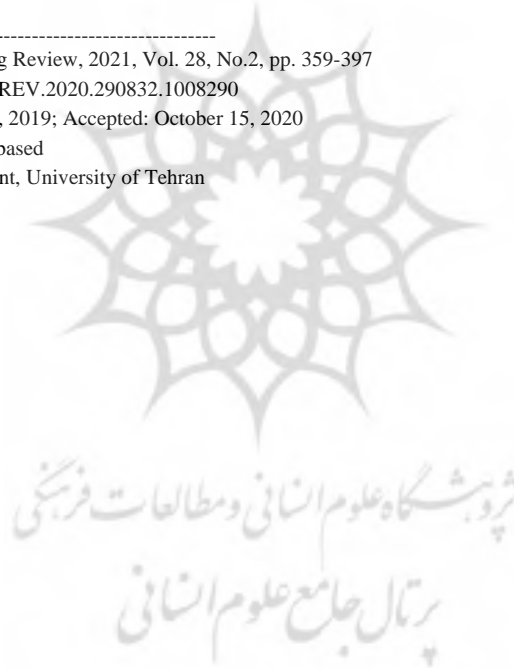 --------------------------------
g Review, 2021, Vol. 28, No.2, pp. 359-397
REV.2020.290832.1008290
, 2019; Accepted: October 15, 2020
based
nt, University of Tehran
پژوهشگاه علوم انسانی و مطالعات فرهنگی
پرتال جامع علوم انسانی